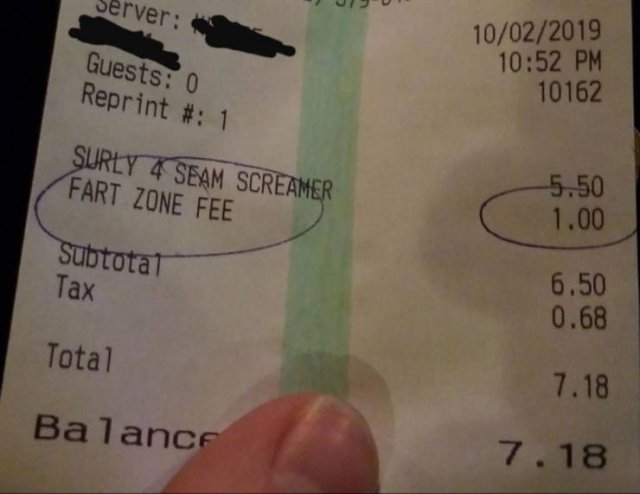 Server:
10/02/2019
10:52 PM
Guests: 0
10162
Reprint #: 1
SURLY 4 SEAM SCREAMER 5.50
FART ZONE FEE 1.00
Subtotal 6.50
Tax 0.68
Total 7.18
Balance 7.18